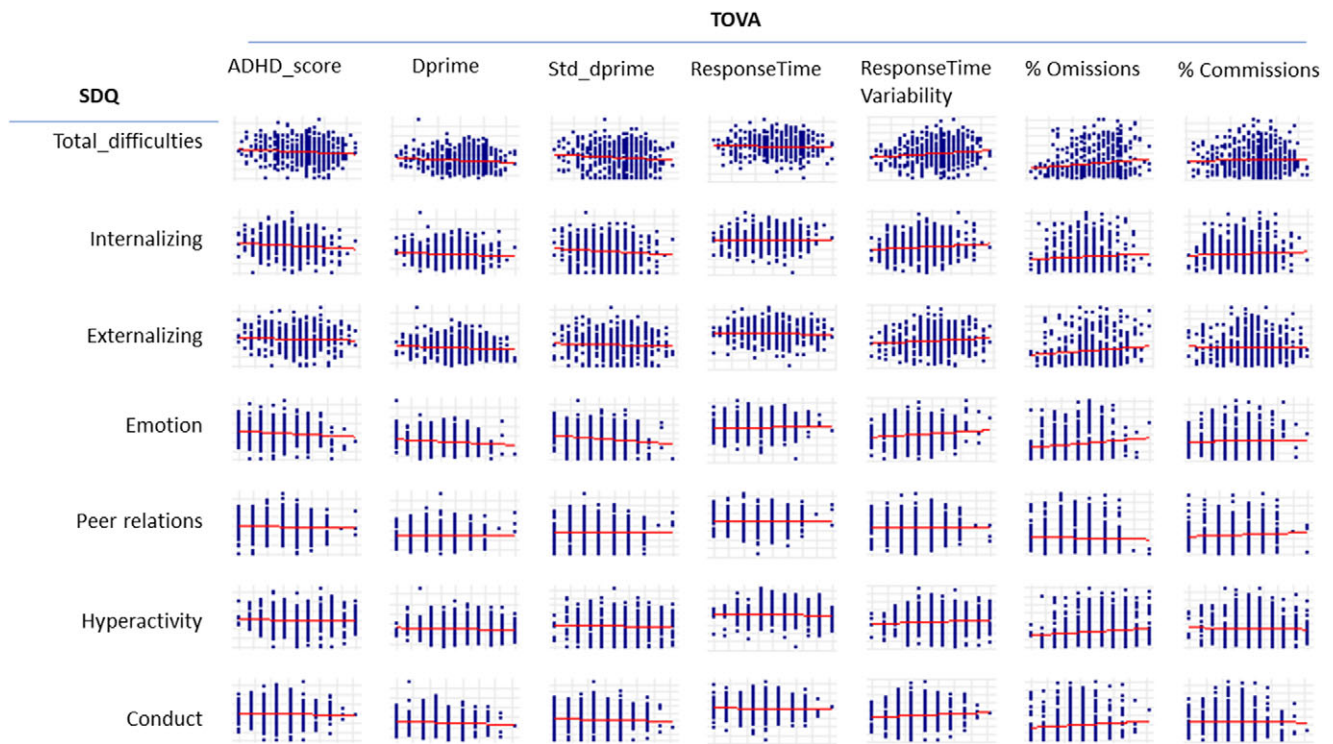 TOVA
ADHD_score Dprime Std_dprime ResponseTime ResponseTime % Omissions % Commissions
Variability
SDQ
Total_difficulties
Internalizing
Externalizing
Emotion
Peer relations
Hyperactivity
Conduct